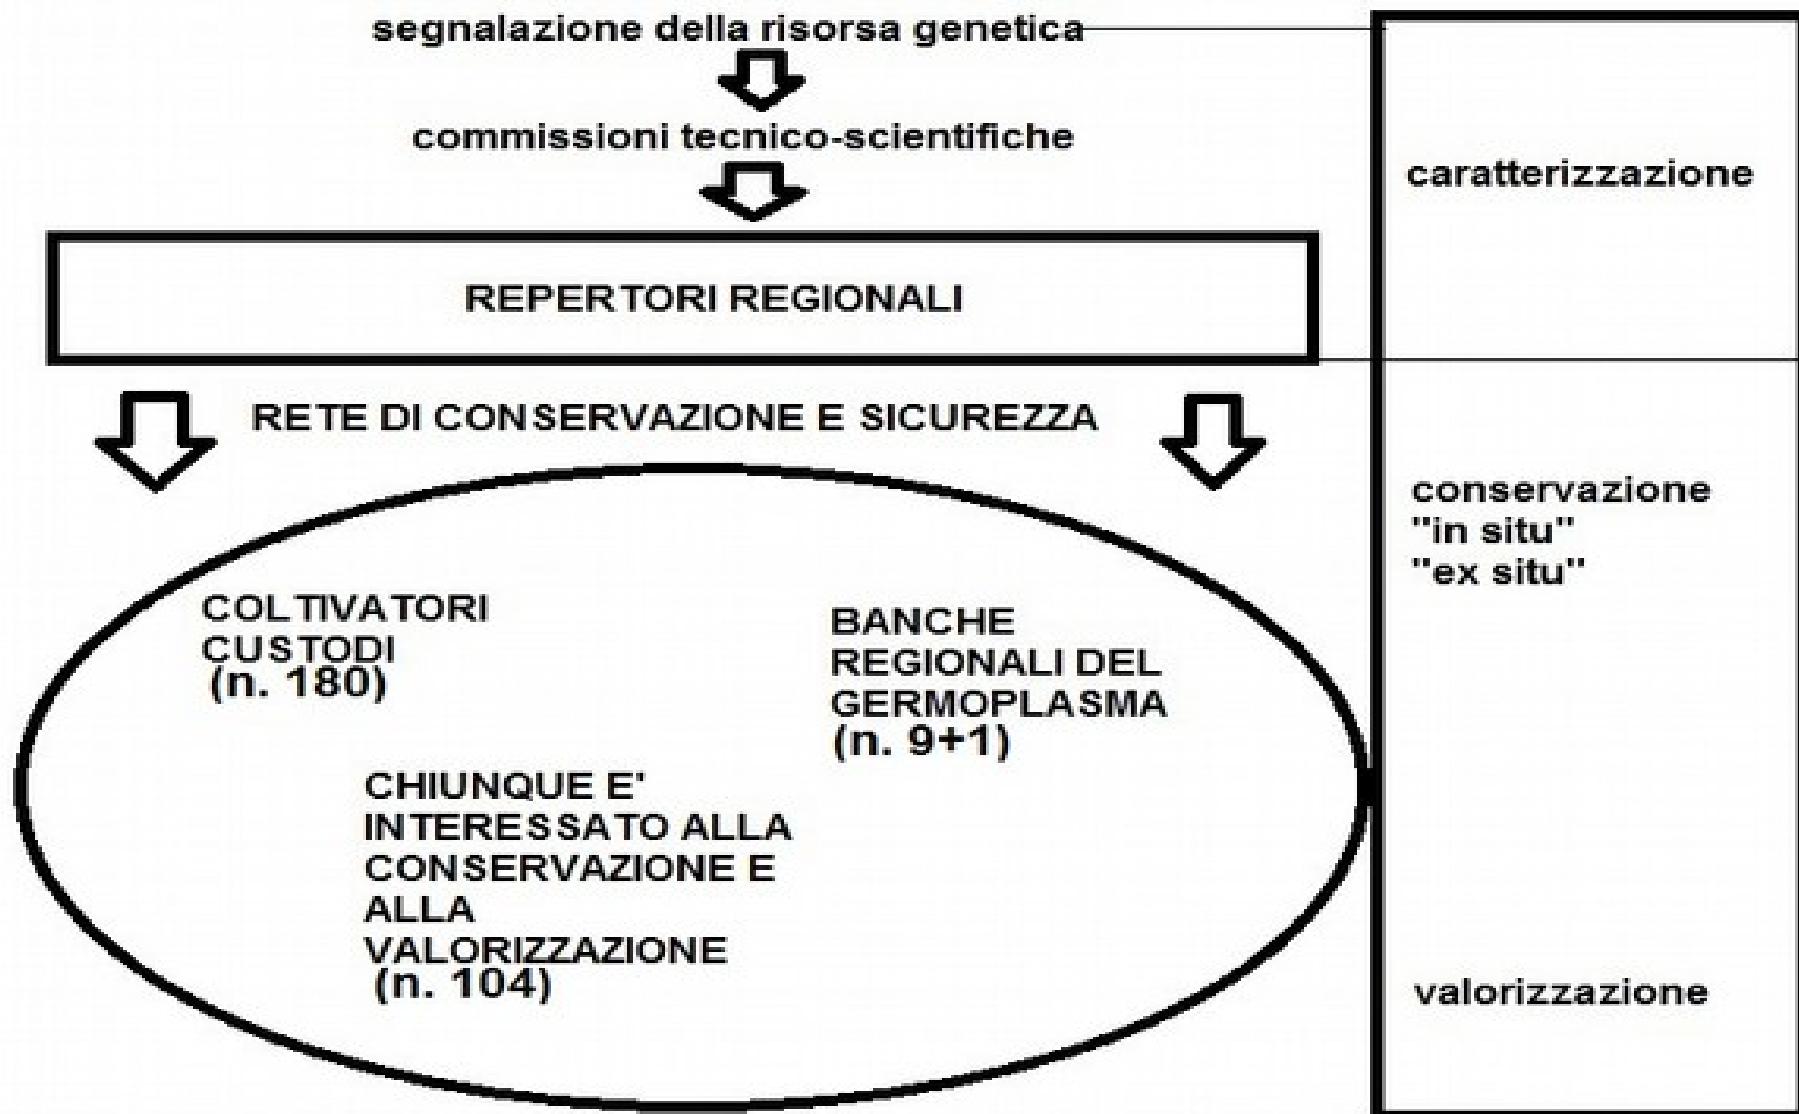 segnalazione della risorsa genetica
commissioni tecnico-scientifiche
caratterizzazione
REPERTORI REGIONALI
RETE DI CONSERVAZIONE E SICUREZZA
conservazione
"in situ"
"ex situ"
COLTIVATORI
CUSTODI
(n. 180)
BANCHE
REGIONALI DEL
GERMOPLASMA
(n. 9+1)
CHIUNQUE E'
INTERESSATO ALLA
CONSERVAZIONE E
ALLA
VALORIZZAZIONE
(n. 104)
valorizzazione